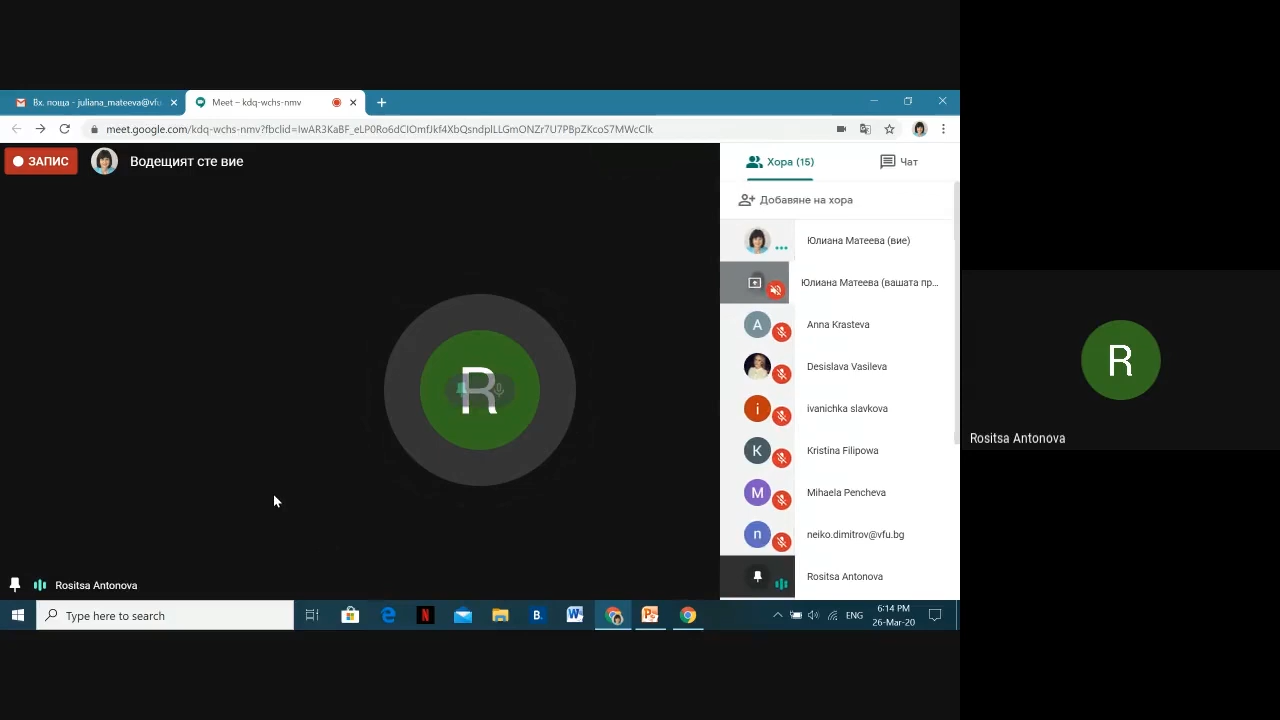 Вх. поща - juliana_mateeva@vfu.
Meet – kdq-wchs-nmv
meet.google.com/kdq-wchs-nmv?fbclid=IwAR3KaBF_eLP0Ro6dCIOmfJkf4XbQsndplLLGmONZr7U7PBpZKcoS7MWcClk
ЗАПИС
Водещият сте вие
Хора (15)
Чат
Добавяне на хора
Юлиана Матеева (вие)
Юлиана Матеева (вашата пр...
A
Anna Krasteva
Desislava Vasileva
i
ivanichka slavkova
K
Kristina Filipowa
M
Mihaela Pencheva
n
neiko.dimitrov@vfu.bg
Rositsa Antonova
R
Rositsa Antonova
R
Rositsa Antonova
Type here to search
N
B.
W
P
ENG
6:14 PM
26-Mar-20